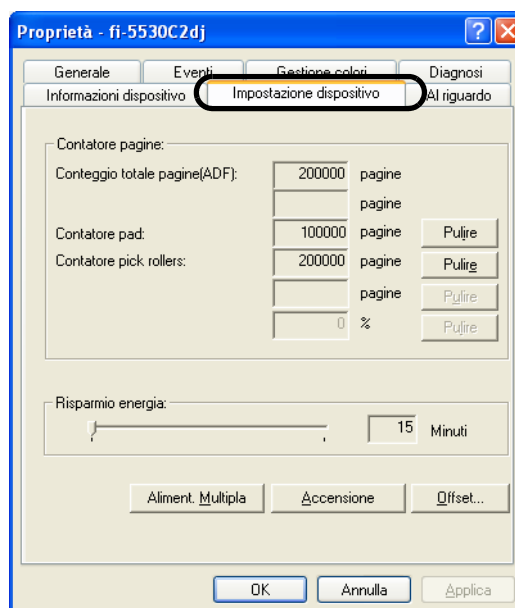 Proprietà - fi-5530C2dj
Generale Eventi Gestione colori Diagnosi
Informazioni dispositivo Impostazione dispositivo Al riguardo
Contatore pagine:
Conteggio totale pagine(ADF): 200000 pagine
pagine
Contatore pad: 100000 pagine Pulire
Contatore pick rollers: 200000 pagine Pulire
pagine Pulire
0 % Pulire
Risparmio energia:
15 Minuti
Aliment. Multipla Accensione Offset...
OK Annulla Applica